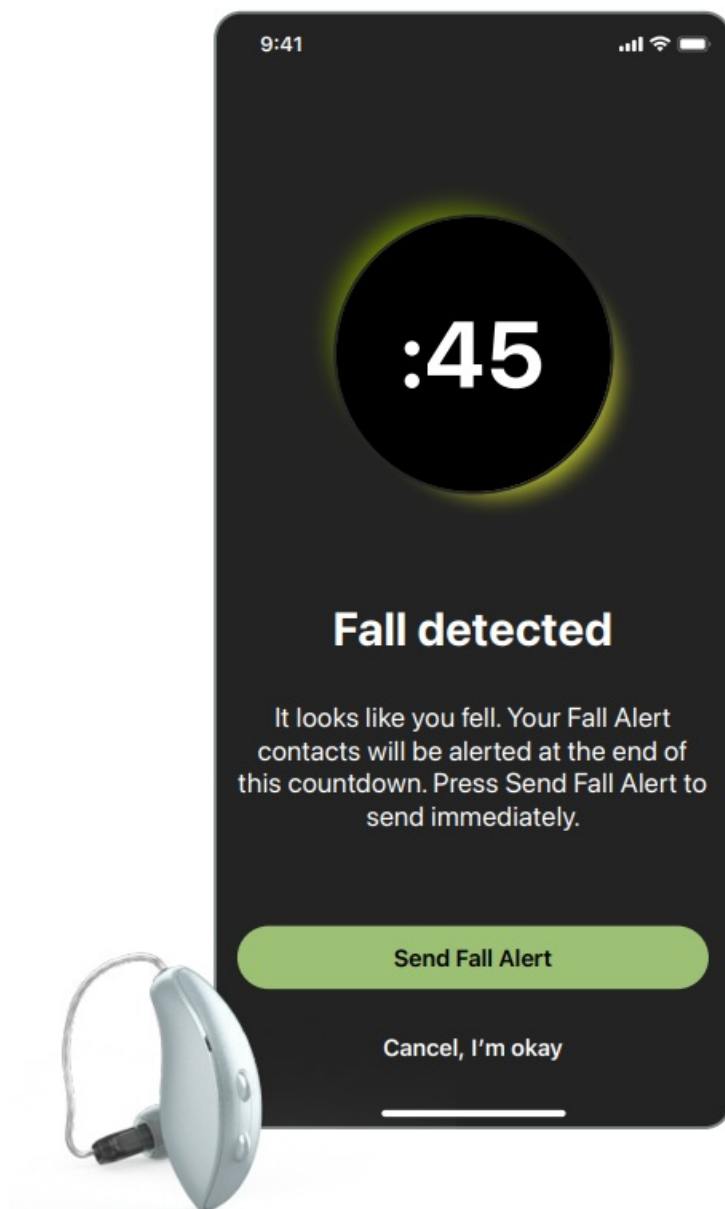 9:41
:45
Fall detected
It looks like you fell. Your Fall Alert
contacts will be alerted at the end of
this countdown. Press Send Fall Alert to
send immediately.
Send Fall Alert
Cancel, I’m okay